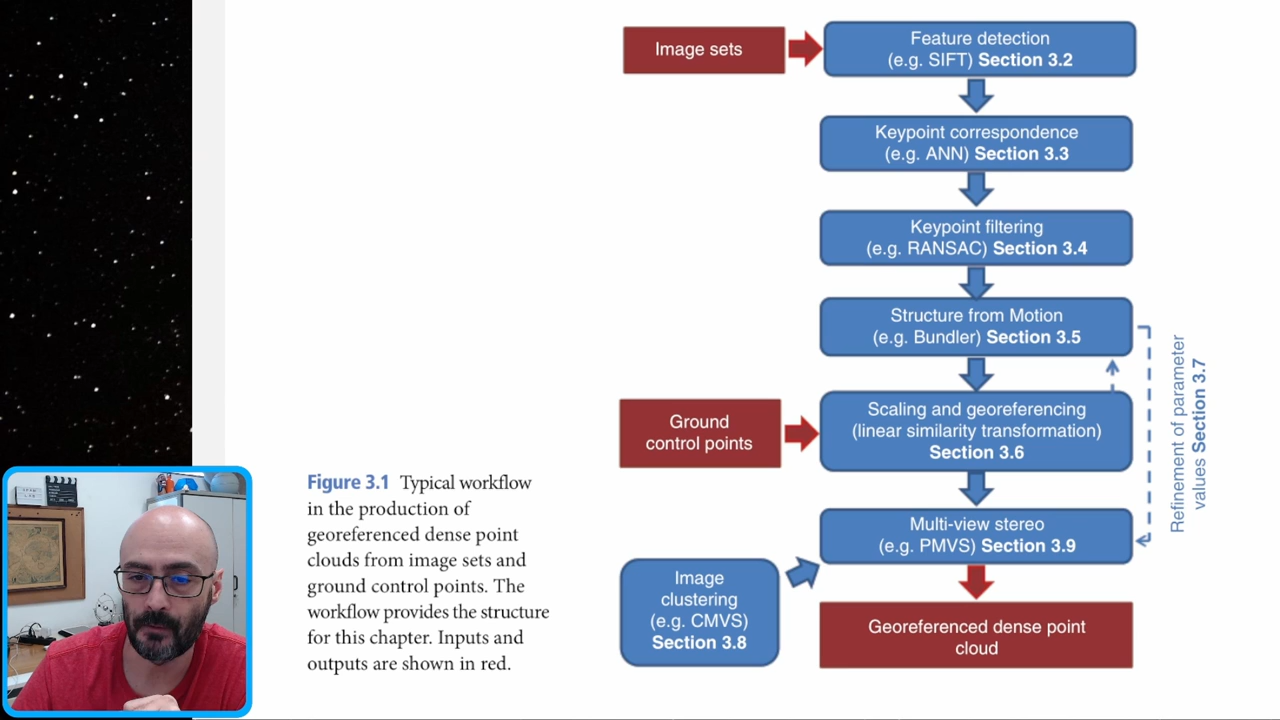 Image sets
Feature detection
(e.g. SIFT) Section 3.2
Keypoint correspondence
(e.g. ANN) Section 3.3
Keypoint filtering
(e.g. RANSAC) Section 3.4
Structure from Motion
(e.g. Bundler) Section 3.5
Ground
control points
Scaling and georeferencing
(linear similarity transformation)
Section 3.6
Refinement of parameter
values Section 3.7
Multi-view stereo
(e.g. PMVS) Section 3.9
Image
clustering
(e.g. CMVS)
Section 3.8
Georeferenced dense point
cloud
Figure 3.1 Typical workflow
in the production of
georeferenced dense point
clouds from image sets and
ground control points. The
workflow provides the structure
for this chapter. Inputs and
outputs are shown in red.